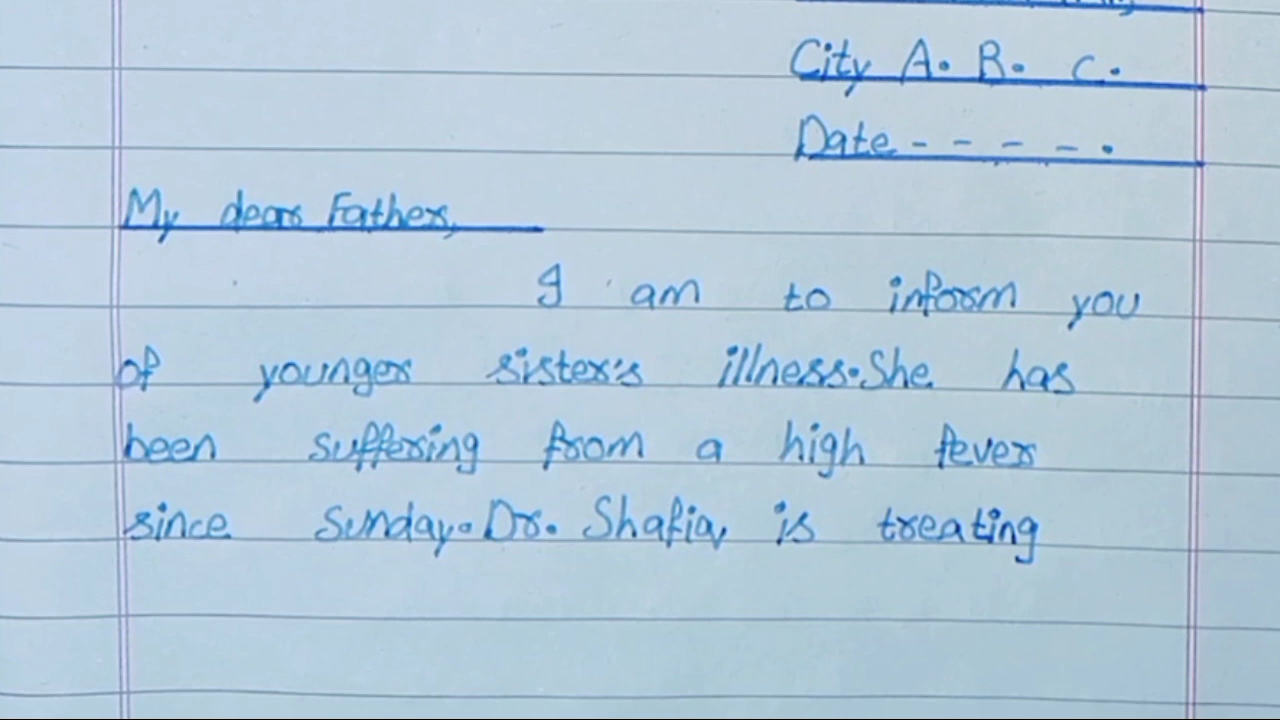 City A. B. C.
Date - - - - .
My dear Father,
I am to inform you
of younger sister's illness. She has
been suffering from a high fever
since Sunday. Dr. Shafia, is treating